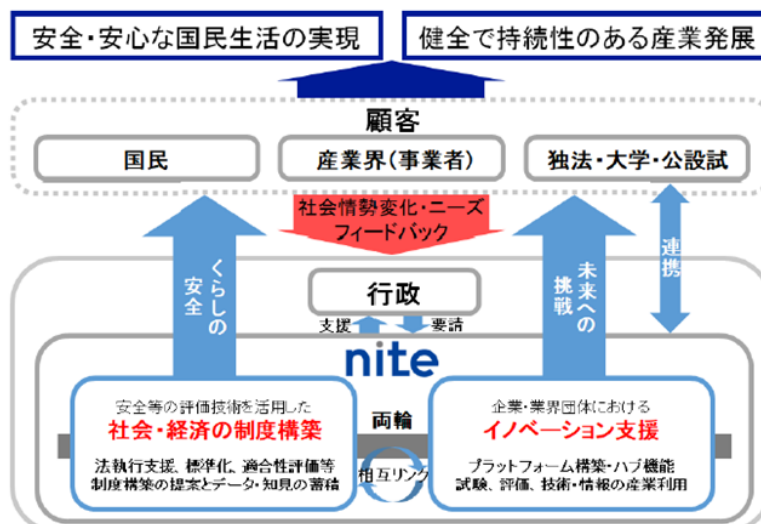 安全・安心な国民生活の実現
健全で持続性のある産業発展
顧客
国民
産業界(事業者)
独法・大学・公設試
社会情勢変化・ニーズ
フィードバック
くらしの
安全
未来への
挑戦
連携
行政
支援
要請
nite
安全等の評価技術を活用した
社会・経済の制度構築
法執行支援、標準化、適合性評価等
制度構築の提案とデータ・知見の蓄積
両輪
相互リンク
企業・業界団体における
イノベーション支援
プラットフォーム構築・ハブ機能
試験、評価、技術・情報の産業利用